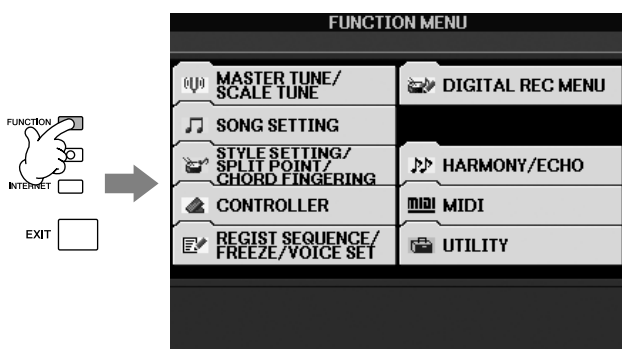 FUNCTION MENU
MASTER TUNE/
SCALE TUNE
DIGITAL REC MENU
SONG SETTING
STYLE SETTING/
SPLIT POINT/
CHORD FINGERING
HARMONY/ECHO
CONTROLLER
MIDI MIDI
REGIST SEQUENCE/
FREEZE/VOICE SET
UTILITY
FUNCTION
INTERNET
EXIT